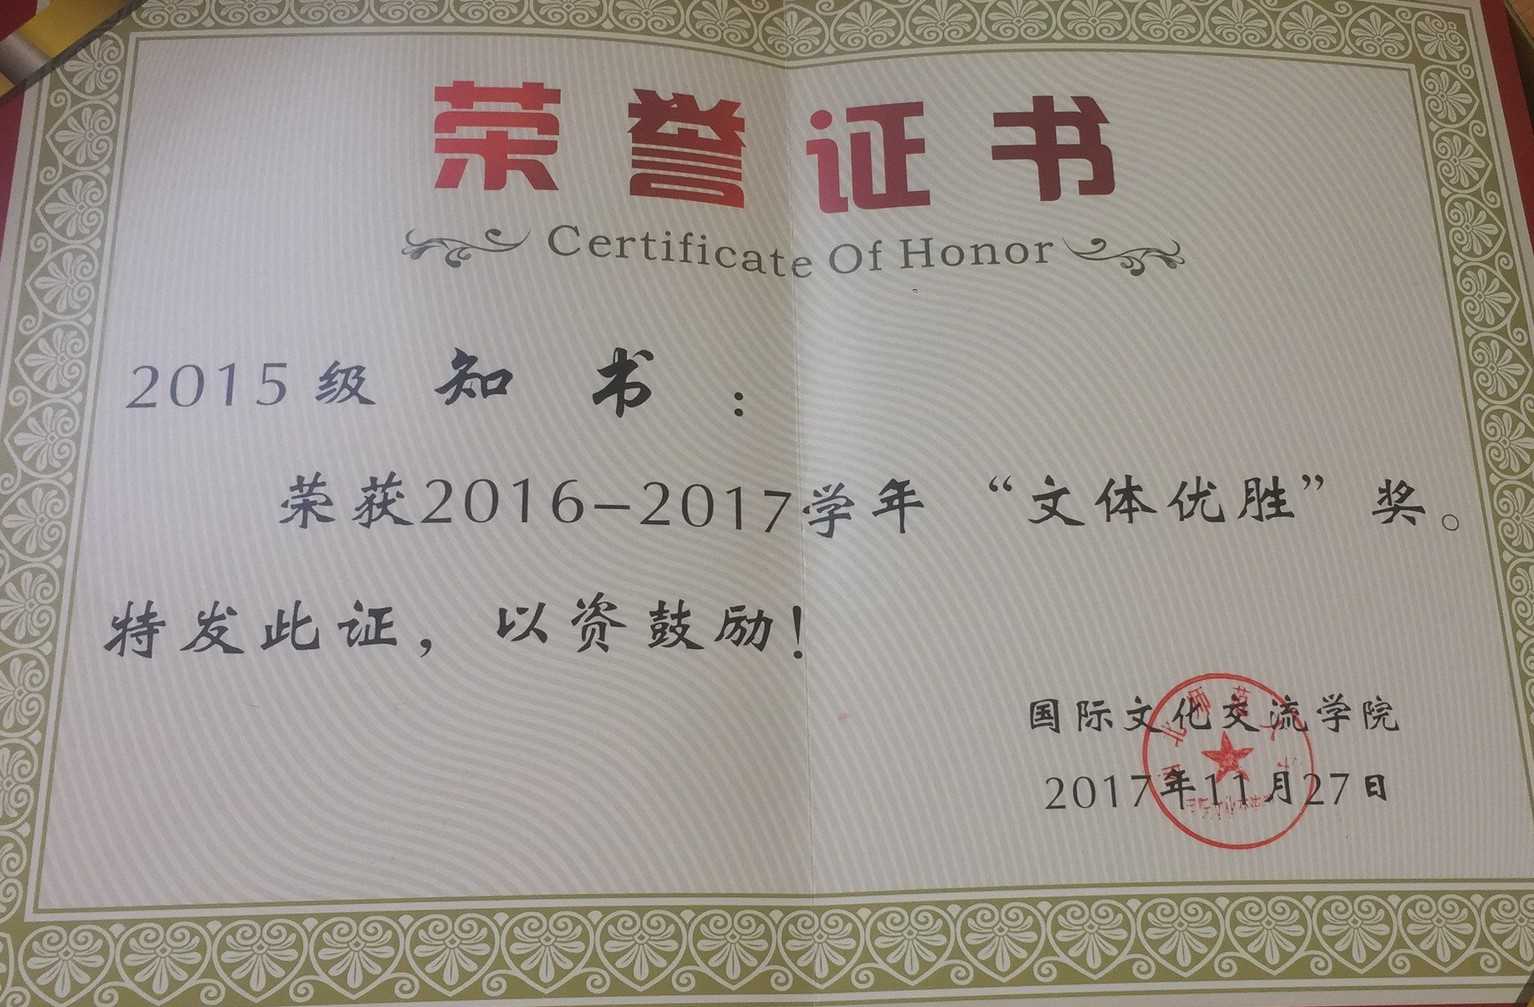 荣誉证书
Certificate Of Honor
2015级 知 书：
荣获2016-2017学年“文体优胜”奖。
特发此证，以资鼓励！
国际文化交流学院
2017年11月27日